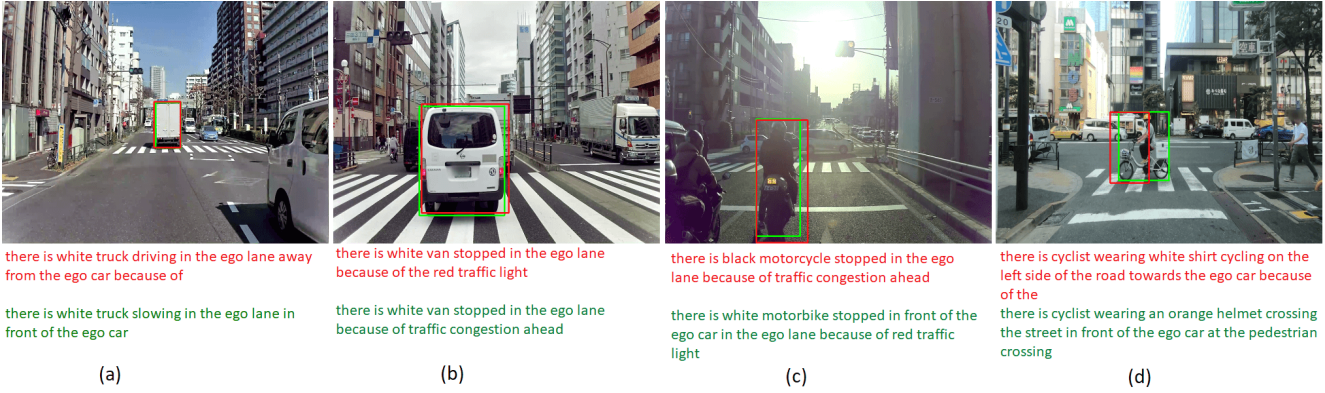 there is white truck driving in the ego lane away
from the ego car because of
there is white truck slowing in the ego lane in
front of the ego car
(a)
there is white van stopped in the ego lane
because of the red traffic light
there is white van stopped in the ego lane
because of traffic congestion ahead
(b)
there is black motorcycle stopped in the ego
lane because of traffic congestion ahead
there is white motorbike stopped in front of the
ego car in the ego lane because of red traffic
light
(c)
20
there is cyclist wearing white shirt cycling on the
left side of the road towards the ego car because
of the
there is cyclist wearing an orange helmet crossing
the street in front of the ego car at the pedestrian
crossing
(d)